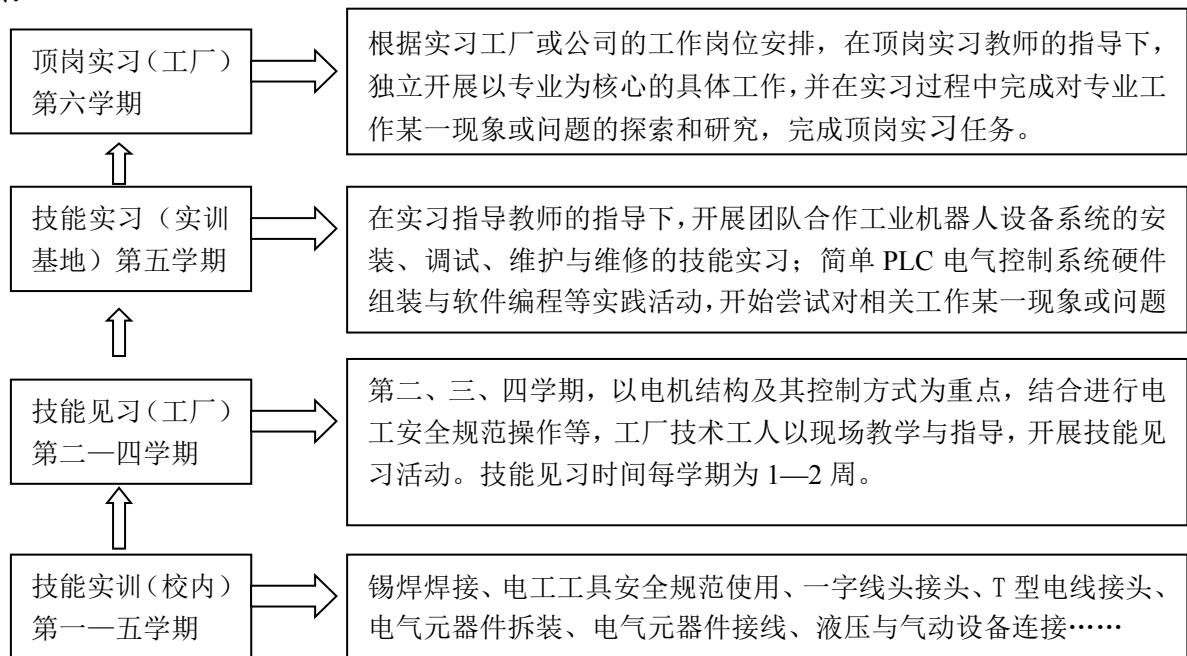 顶岗实习（工厂）
第六学期
根据实习工厂或公司的工作岗位安排，在顶岗实习教师的指导下，
独立开展以专业为核心的具体工作，并在实习过程中完成对专业工
作某一现象或问题的探索和研究，完成顶岗实习任务。
技能实习（实训
基地）第五学期
在实习指导教师的指导下，开展团队合作工业机器人设备系统的安
装、调试、维护与维修的技能实习；简单 PLC 电气控制系统硬件
组装与软件编程等实践活动，开始尝试对相关工作某一现象或问题
技能见习（工厂）
第二—四学期
第二、三、四学期，以电机结构及其控制方式为重点，结合进行电
工安全规范操作等，工厂技术工人以现场教学与指导，开展技能见
习活动。技能见习时间每学期为 1—2 周。
技能实训（校内）
第一—五学期
锡焊焊接、电工工具安全规范使用、一字线头接头、T 型电线接头、
电气元器件拆装、电气元器件接线、液压与气动设备连接……